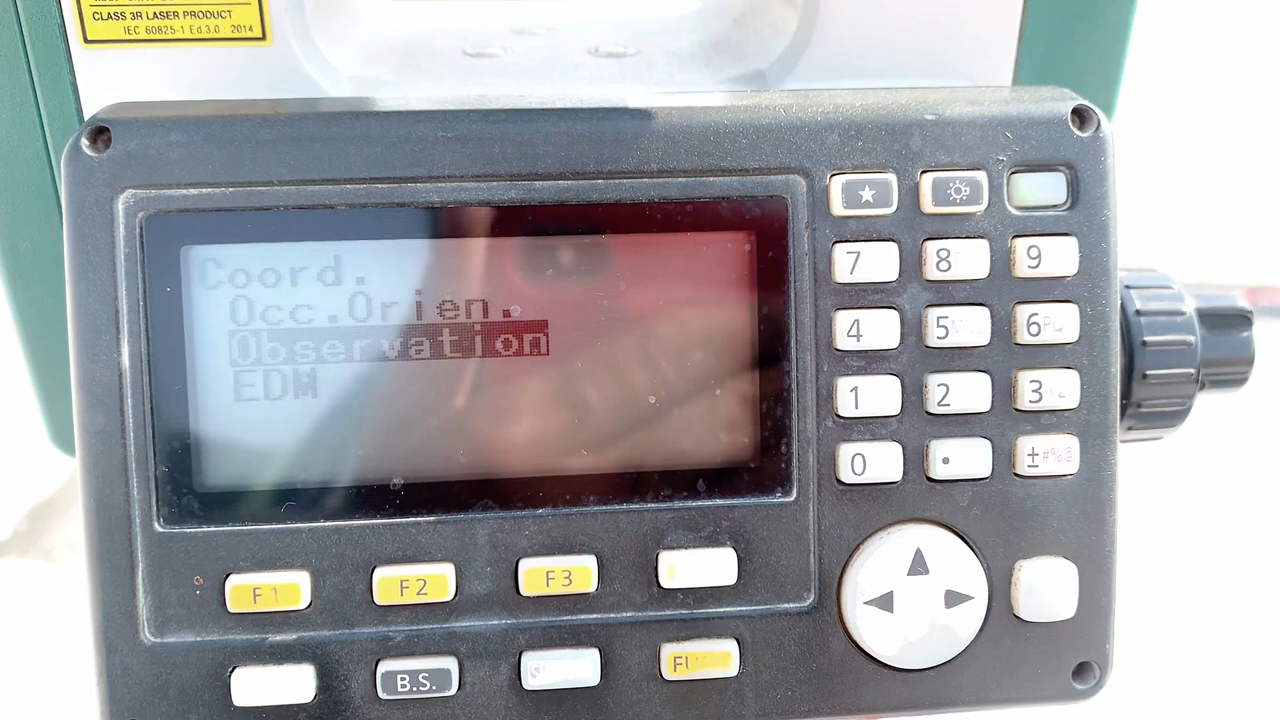 CLASS 3R LASER PRODUCT
IEC 60825-1 Ed.3.0 : 2014
Coord.
Occ.Orien.
Observation
EDM
7 8 9
4 5 6
1 2 3
0 . ±#%@
F1 F2 F3
B.S.